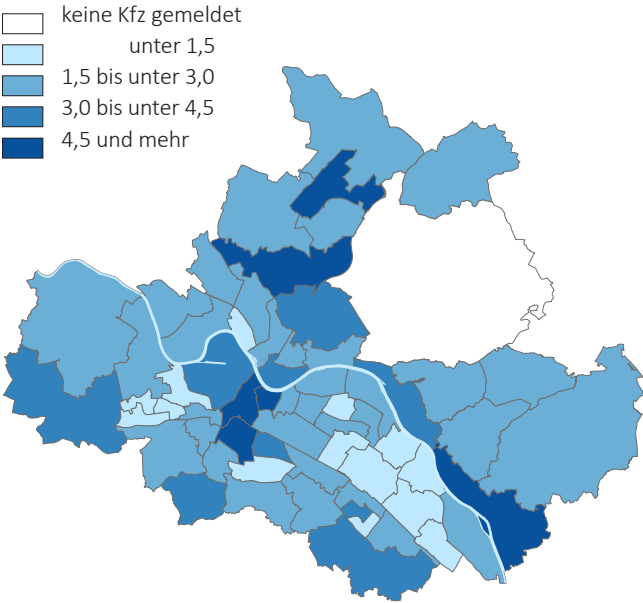 keine Kfz gemeldet
unter 1,5
1,5 bis unter 3,0
3,0 bis unter 4,5
4,5 und mehr